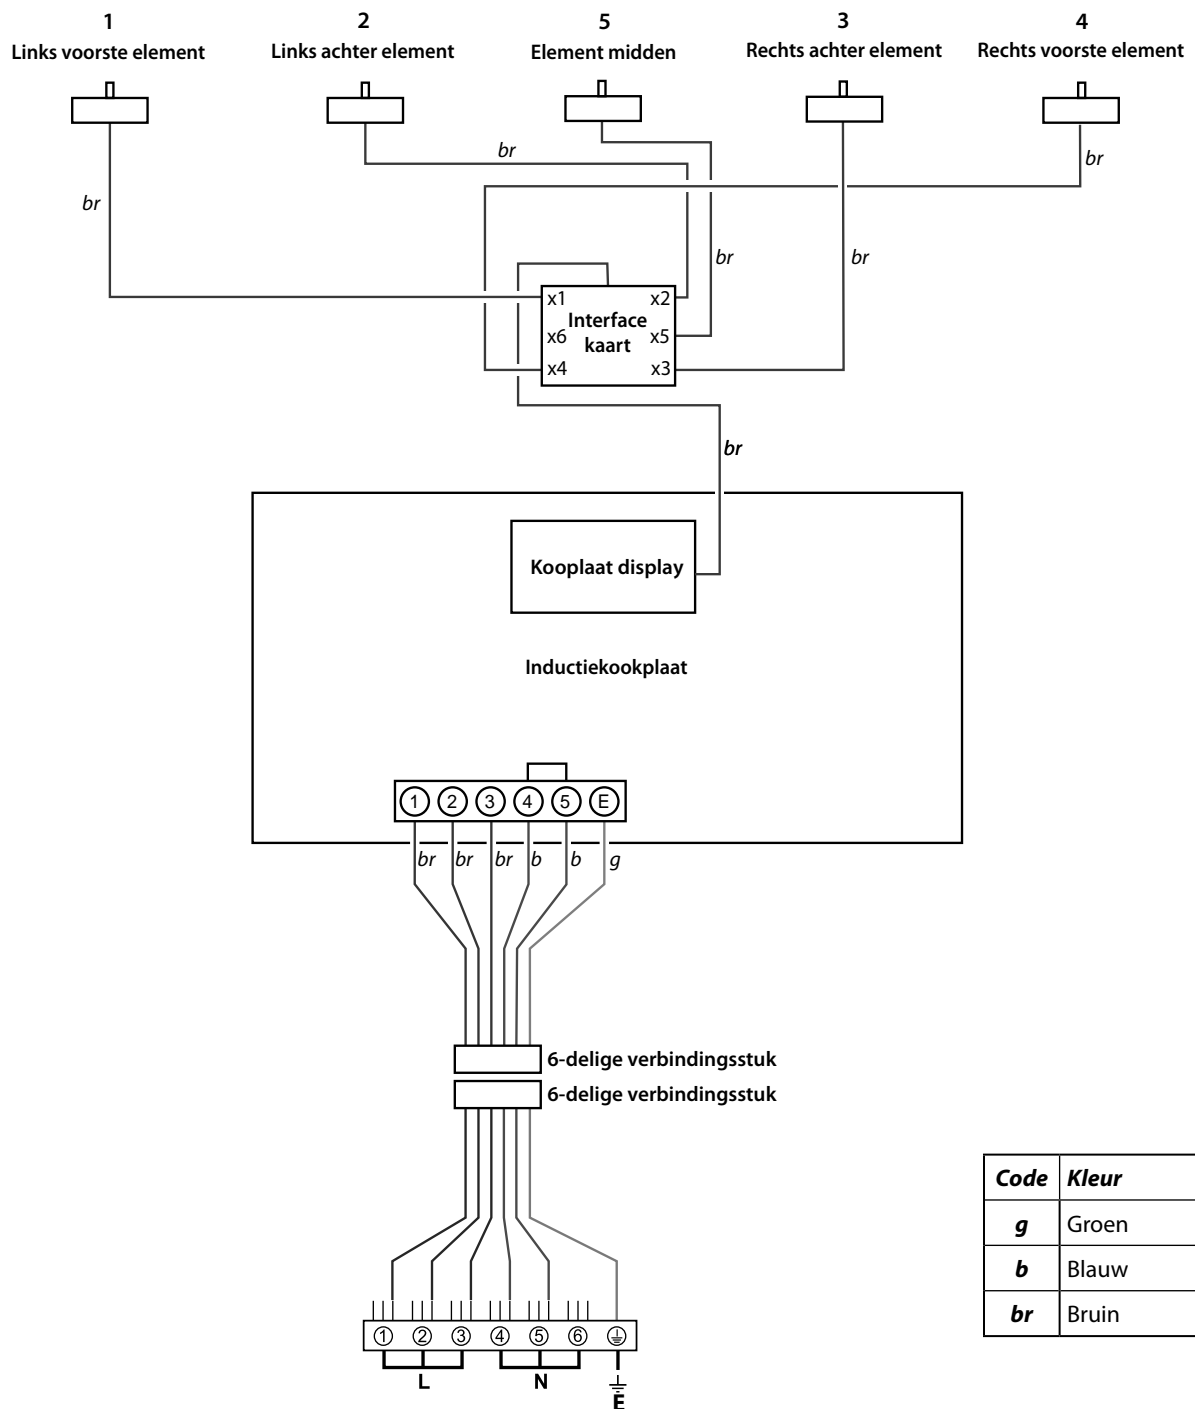 1 2 5 3 4
Links voorste element Links achter element Element midden Rechts achter element Rechts voorste element
br
br
br
br
br
x1 x2
Interface
x6 x5
kaart
x4 x3
br
Kooplaat display
Inductiekookplaat
1 2 3 4 5 E
br br br b b g
6-delige verbindingsstuk
6-delige verbindingsstuk
Code Kleur
g Groen
b Blauw
br Bruin
1 2 3 4 5 6
L N
E